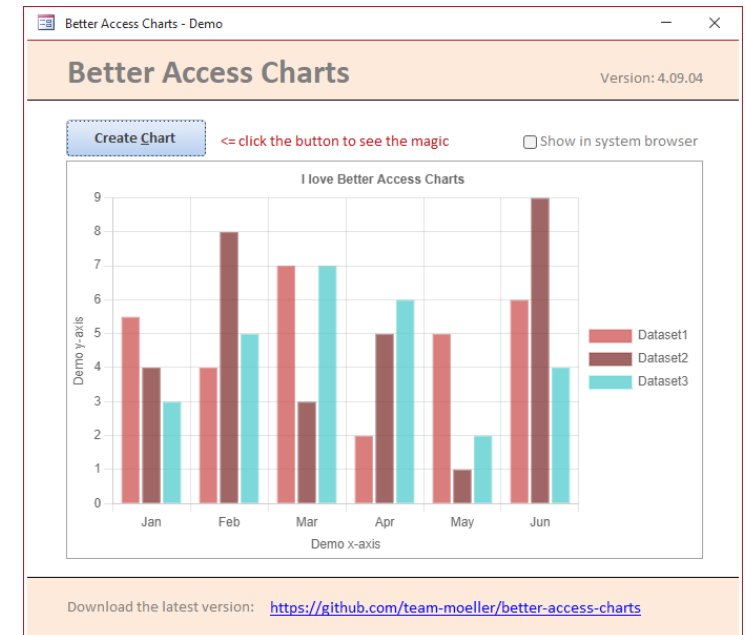 Better Access Charts - Demo
Better Access Charts
Version: 4.09.04
Create Chart
<= click the button to see the magic
Show in system browser
I love Better Access Charts
9
8
7
6
5
4
3
2
1
0
Demo y-axis
Jan Feb Mar Apr May Jun
Demo x-axis
Dataset1
Dataset2
Dataset3
Download the latest version: https://github.com/team-moeller/better-access-charts